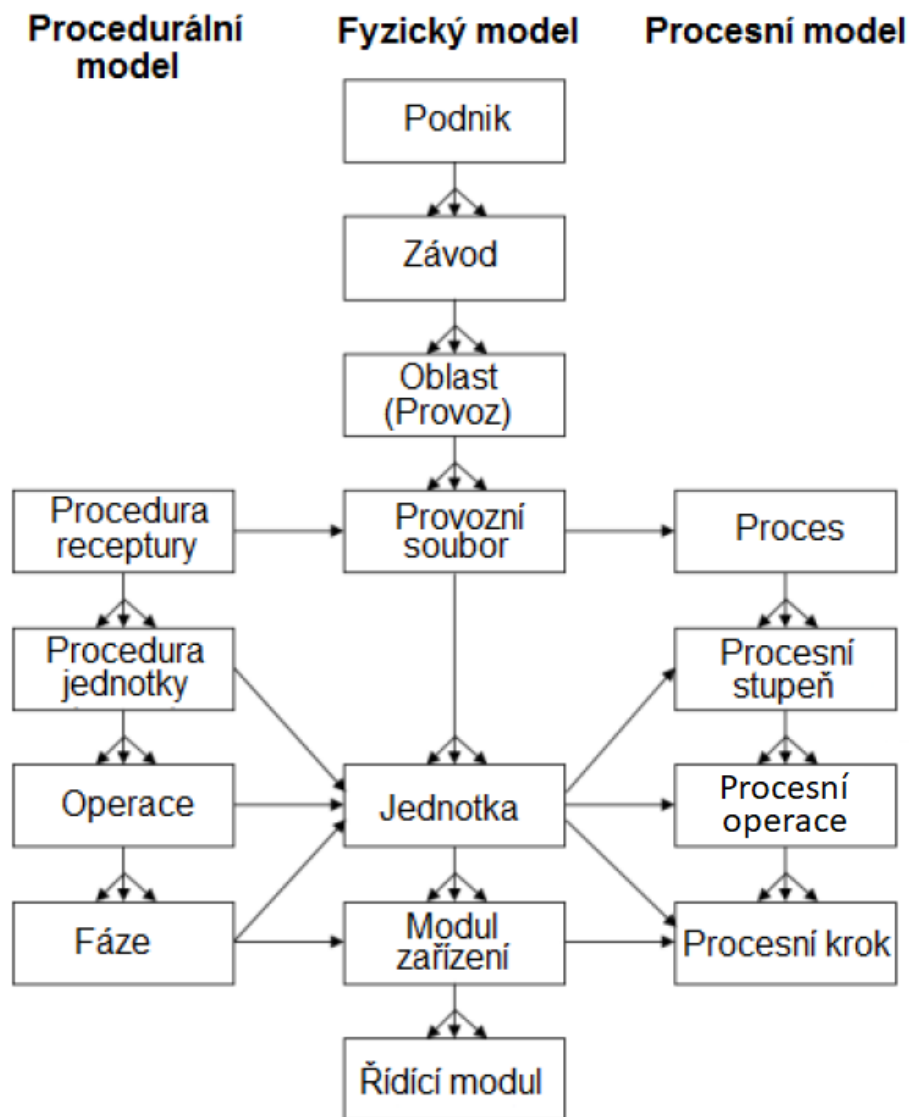 Procedurální
model
Fyzický model
Procesní model
Podnik
Závod
Oblast
(Provoz)
Procedura
receptury
Provozní
soubor
Proces
Procedura
jednotky
Procesní
stupeň
Operace
Jednotka
Procesní
operace
Fáze
Modul
zařízení
Procesní krok
Řídící modul